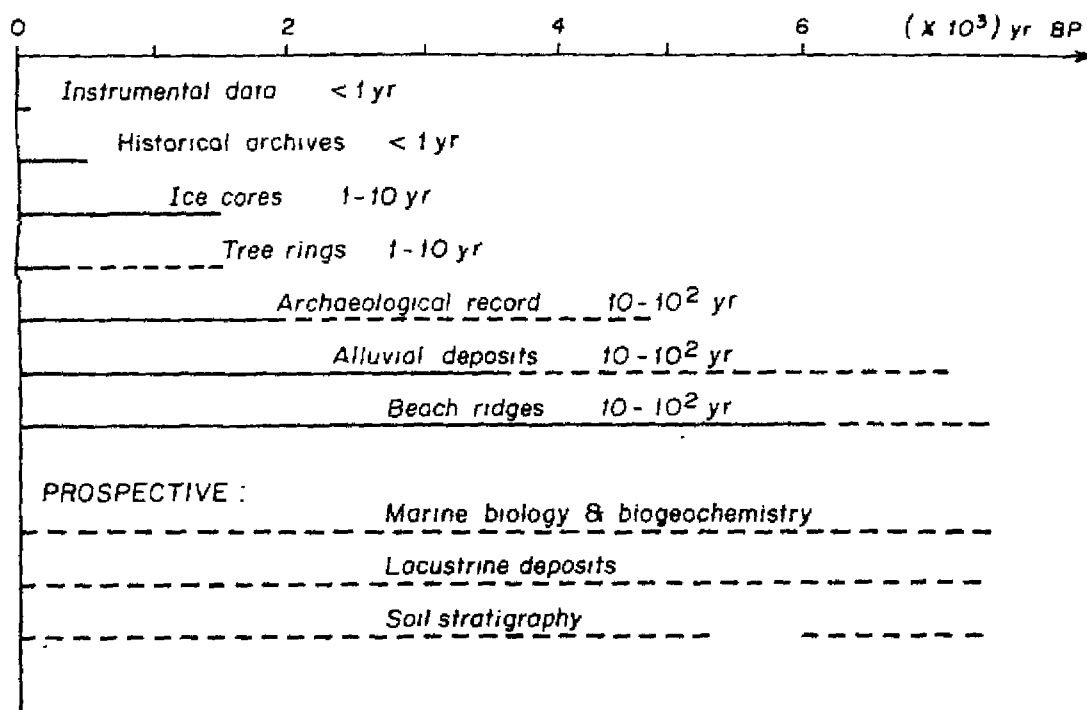 0 2 4 6 (x 10³) yr BP
Instrumental data < 1 yr
Historical archives < 1 yr
Ice cores 1-10 yr
Tree rings 1-10 yr
Archaeological record 10-10² yr
Alluvial deposits 10-10² yr
Beach ridges 10-10² yr
PROSPECTIVE :
Marine biology & biogeochemistry
Lacustrine deposits
Soil stratigraphy